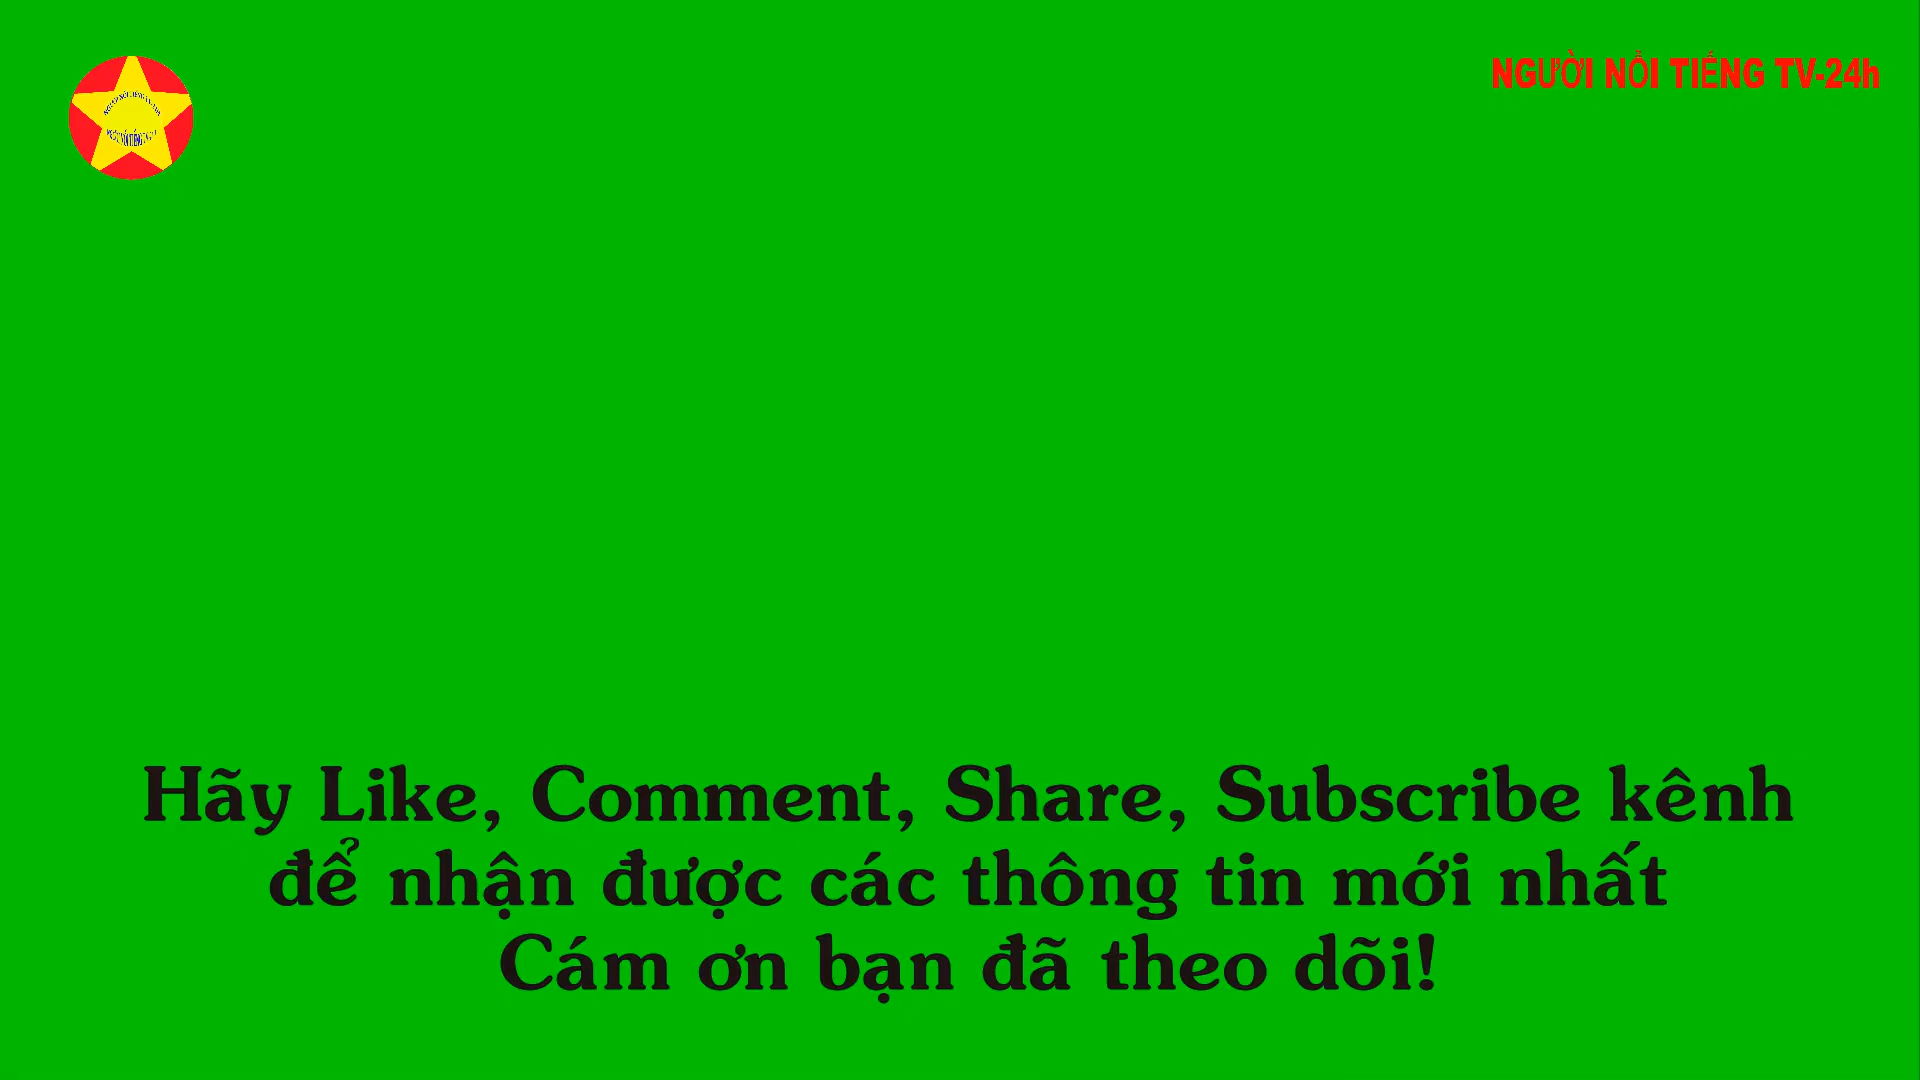 NGƯỜI NỔI TIẾNG TV-24h
Hãy Like, Comment, Share, Subscribe kênh
để nhận được các thông tin mới nhất
Cám ơn bạn đã theo dõi!